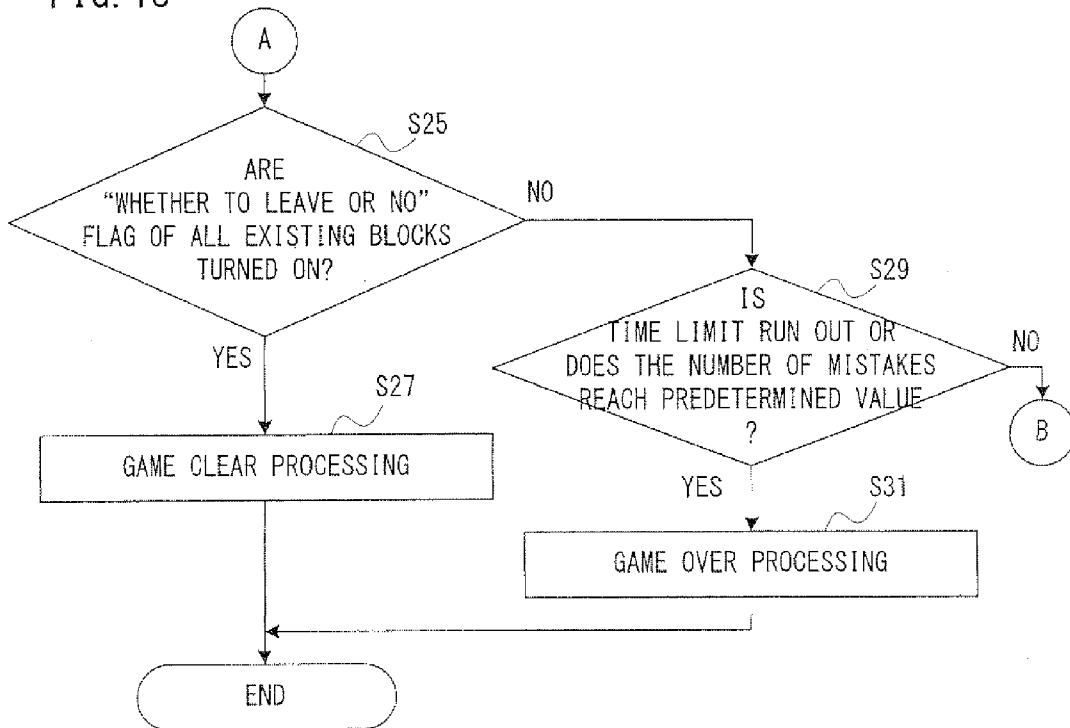 A
S25
ARE
“WHETHER TO LEAVE OR NO”
FLAG OF ALL EXISTING BLOCKS
TURNED ON?
NO
YES
S29
IS
TIME LIMIT RUN OUT OR
DOES THE NUMBER OF MISTAKES
REACH PREDETERMINED VALUE
?
NO
B
S27
GAME CLEAR PROCESSING
YES
S31
GAME OVER PROCESSING
END